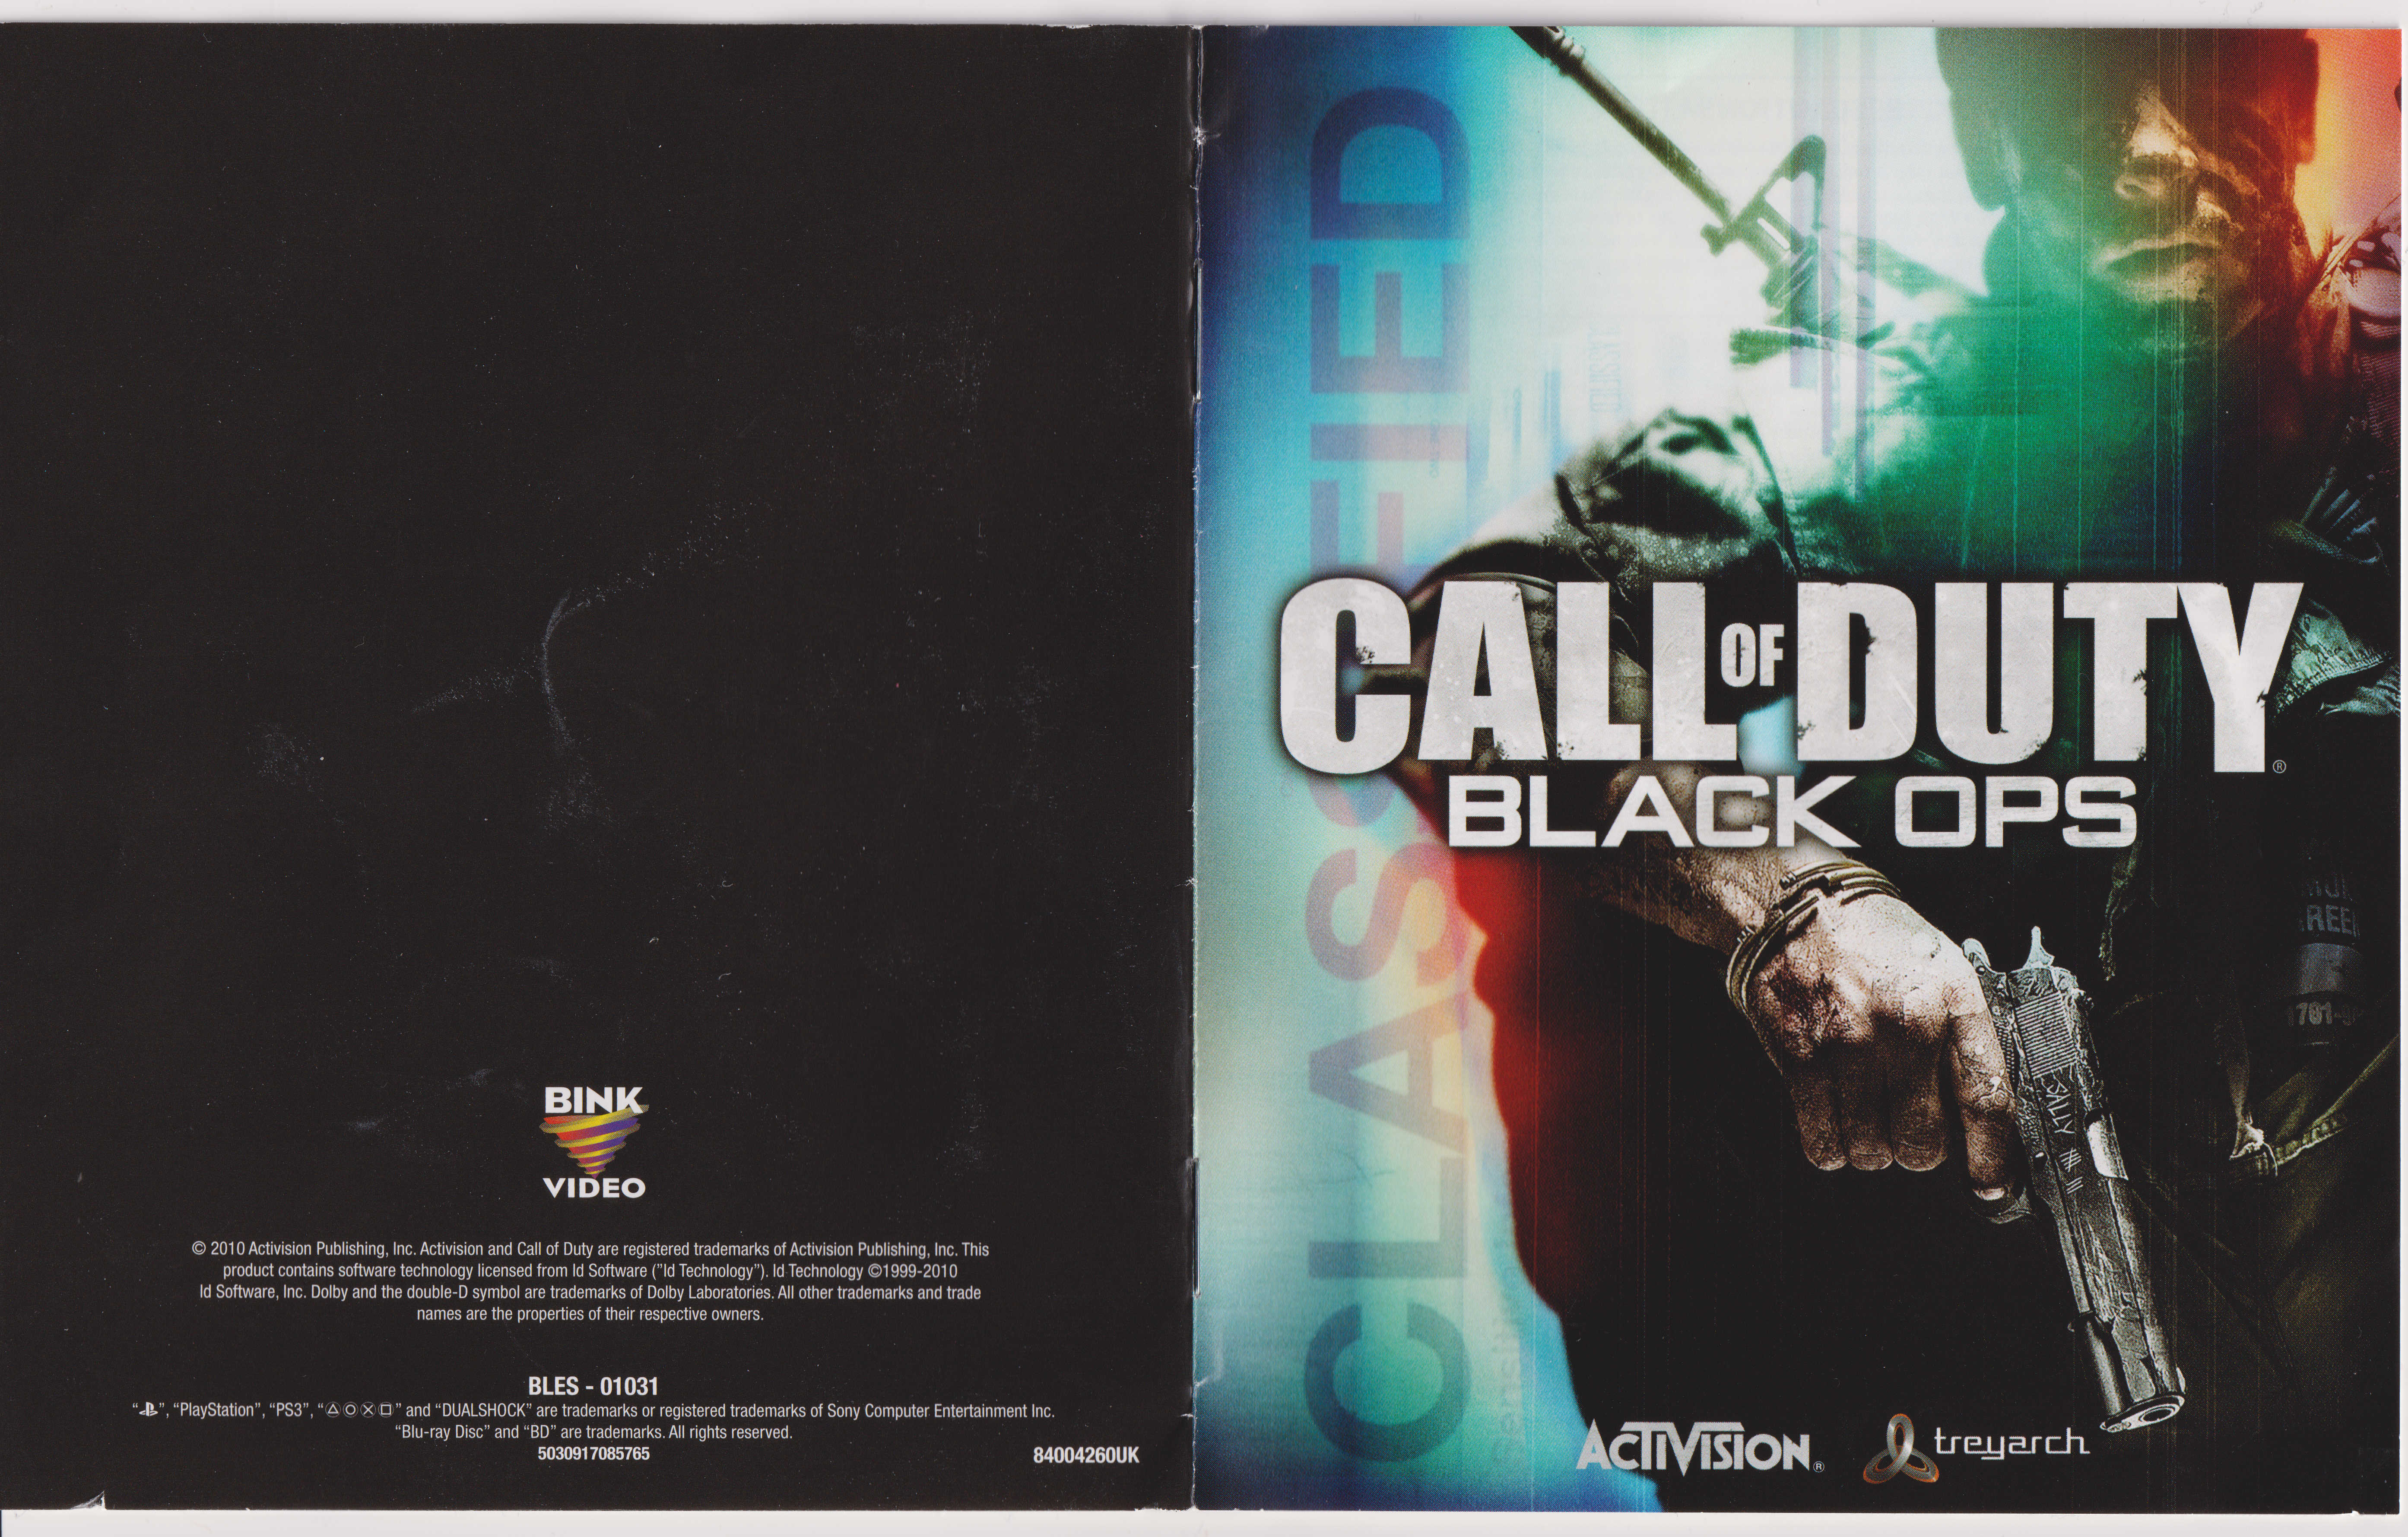 BINK
VIDEO
© 2010 Activision Publishing, Inc. Activision and Call of Duty are registered trademarks of Activision Publishing, Inc. This
product contains software technology licensed from Id Software ("Id Technology"). Id Technology ©1999-2010
Id Software, Inc. Dolby and the double-D symbol are trademarks of Dolby Laboratories. All other trademarks and trade
names are the properties of their respective owners.
BLES - 01031
“ ”, “PlayStation”, “PS3”, “△○✕□” and “DUALSHOCK” are trademarks or registered trademarks of Sony Computer Entertainment Inc.
“Blu-ray Disc” and “BD” are trademarks. All rights reserved.
5030917085765
84004260UK
CLASSIFIED
CALL OF DUTY®
BLACK OPS
SALLY
ACTIVISION®
treyarch